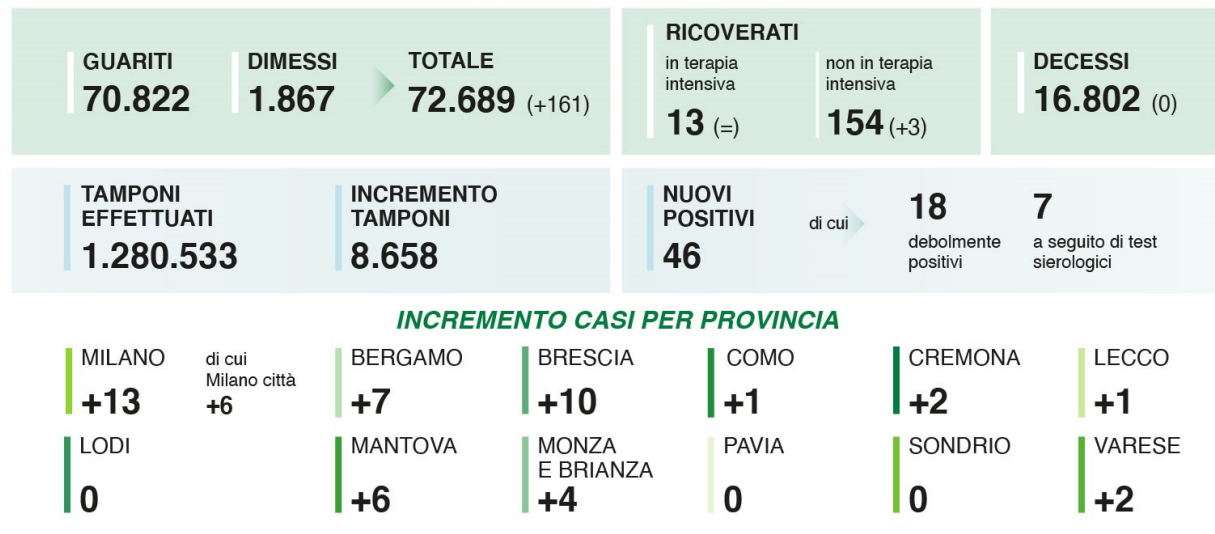 GUARITI
70.822
DIMESSI
1.867
TOTALE
72.689 (+161)
RICOVERATI
in terapia
intensiva
13 (=)
non in terapia
intensiva
154 (+3)
DECESSI
16.802 (0)
TAMPONI
EFFETTUATI
1.280.533
INCREMENTO
TAMPONI
8.658
NUOVI
POSITIVI
46
di cui
18
debolmente
positivi
7
a seguito di test
sierologici
INCREMENTO CASI PER PROVINCIA
MILANO
+13
di cui
Milano città
+6
BERGAMO
+7
BRESCIA
+10
COMO
+1
CREMONA
+2
LECCO
+1
LODI
0
MANTOVA
+6
MONZA
E BRIANZA
+4
PAVIA
0
SONDRIO
0
VARESE
+2